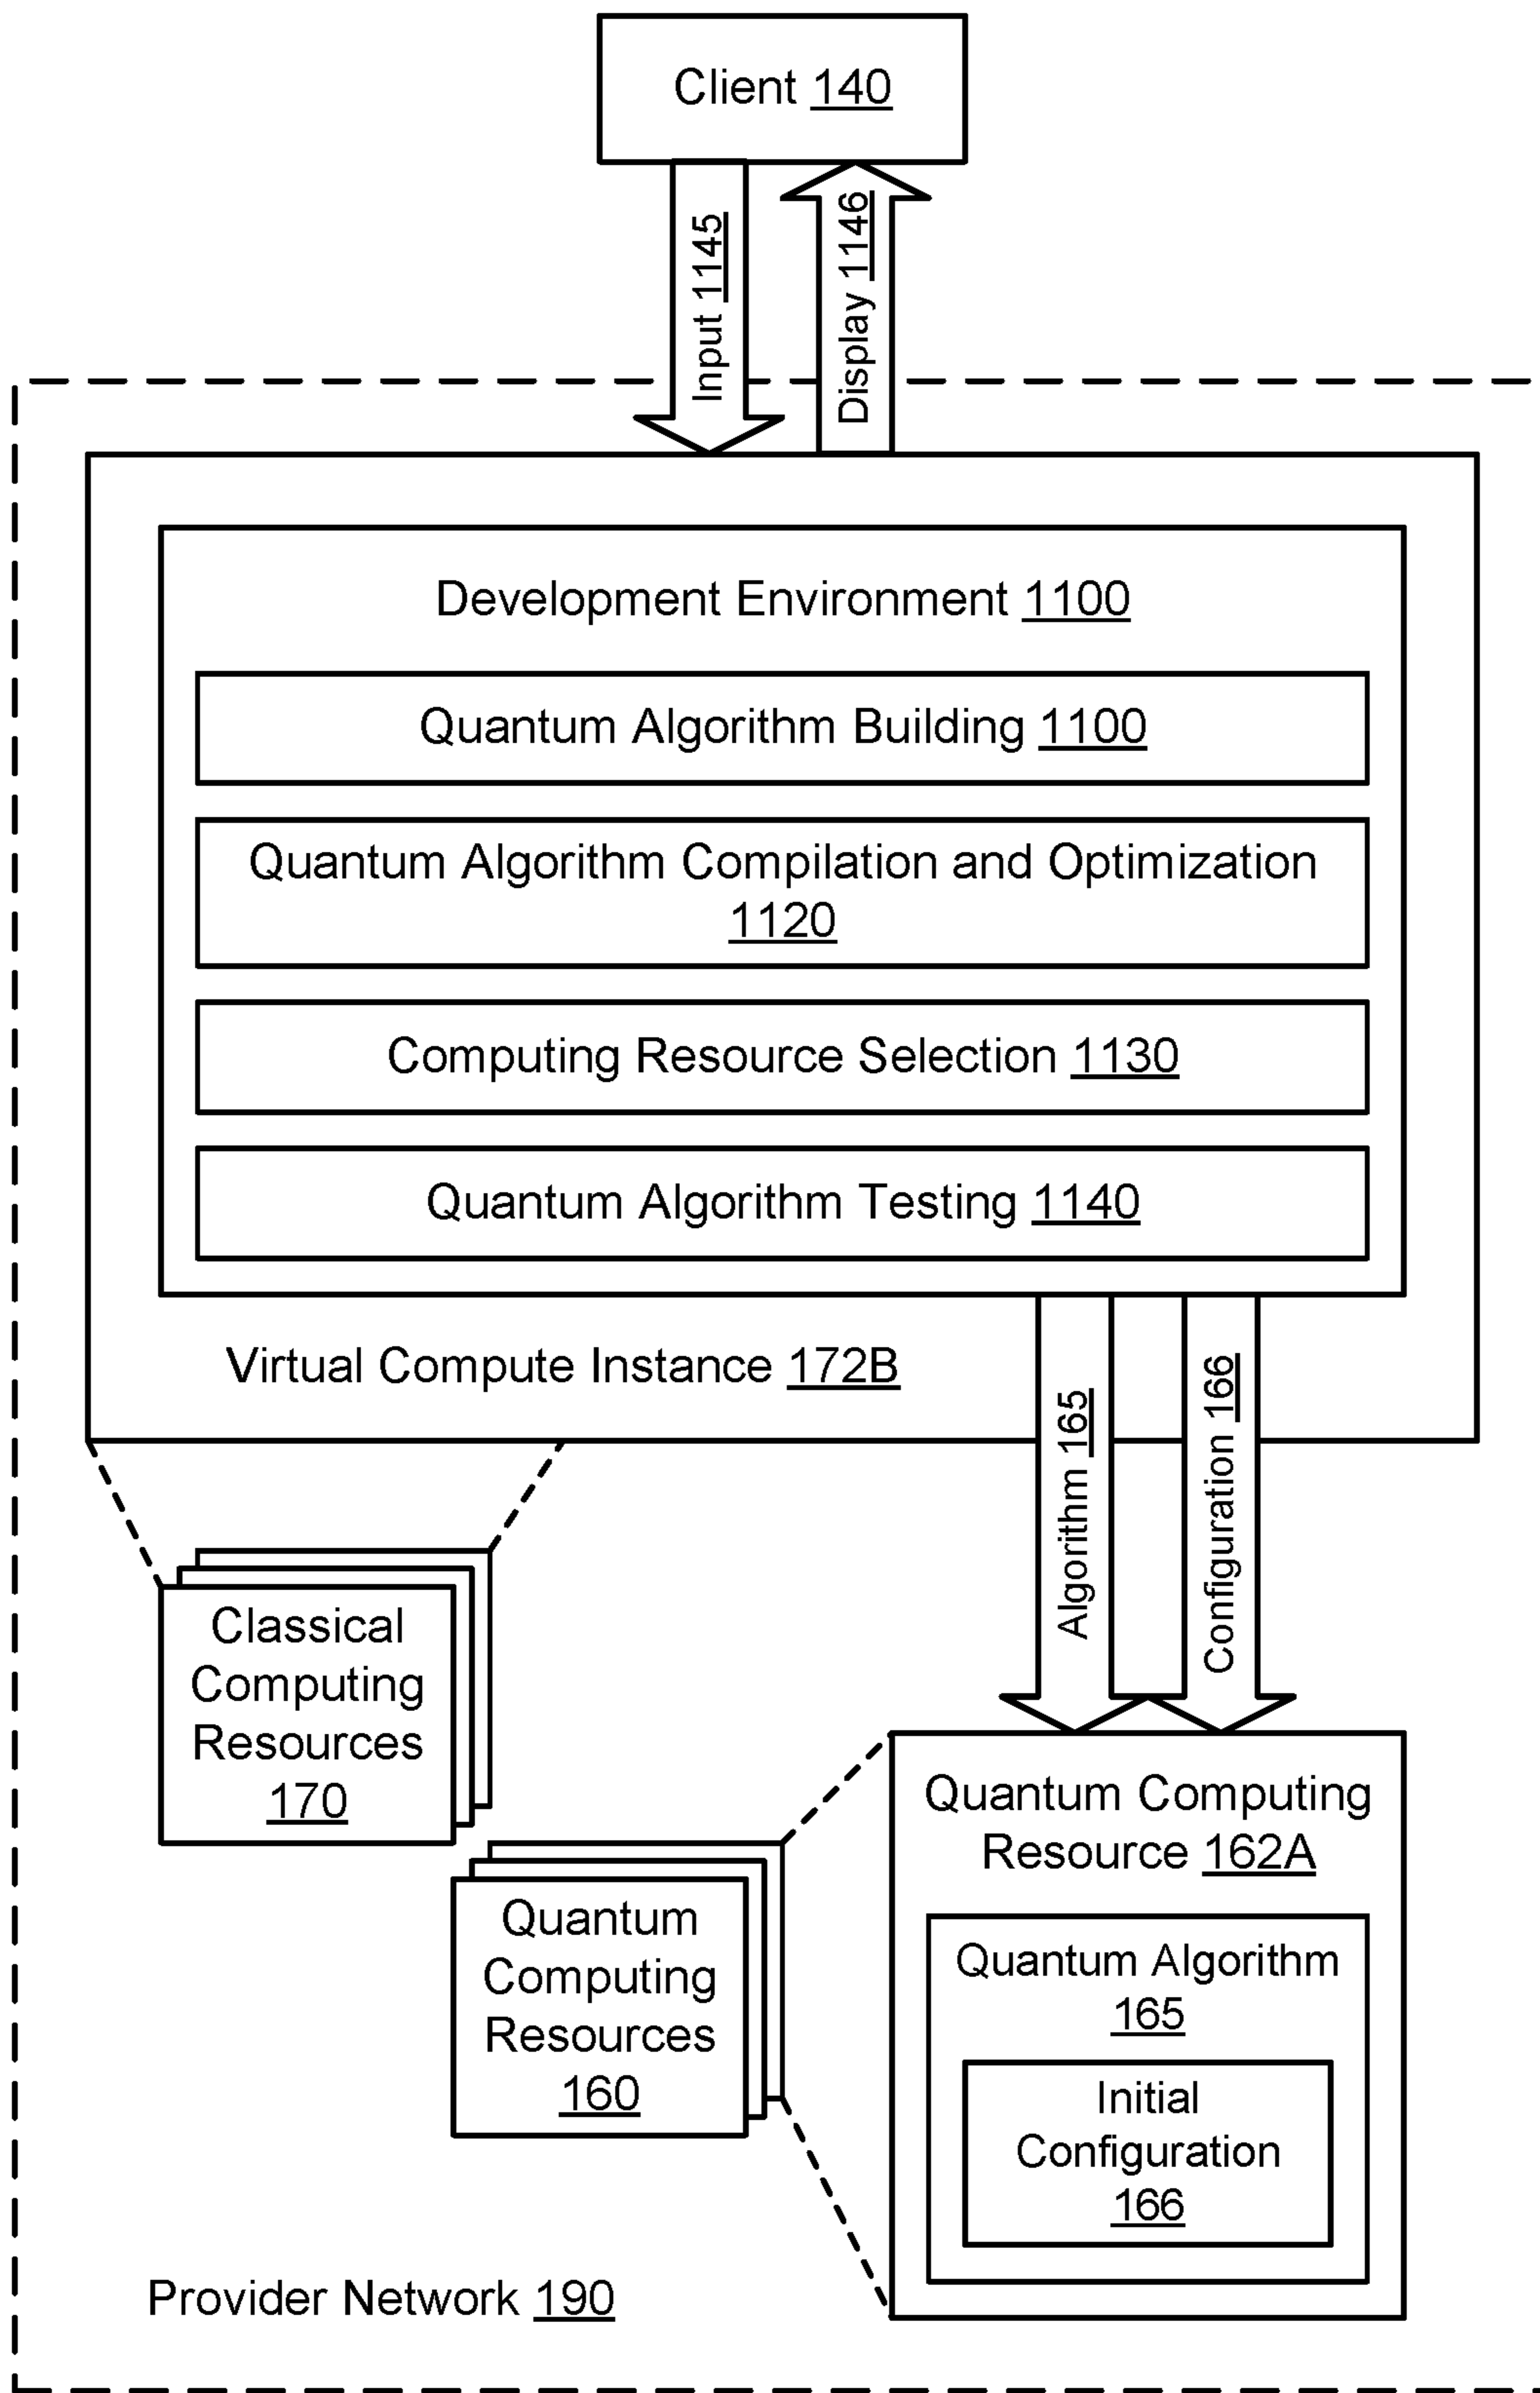 Client 140
Input 1145
Display 1146
Development Environment 1100
Quantum Algorithm Building 1100
Quantum Algorithm Compilation and Optimization
1120
Computing Resource Selection 1130
Quantum Algorithm Testing 1140
Virtual Compute Instance 172B
Algorithm 165
Configuration 166
Classical
Computing
Resources
170
Quantum
Computing
Resources
160
Quantum Computing
Resource 162A
Quantum Algorithm
165
Initial
Configuration
166
Provider Network 190